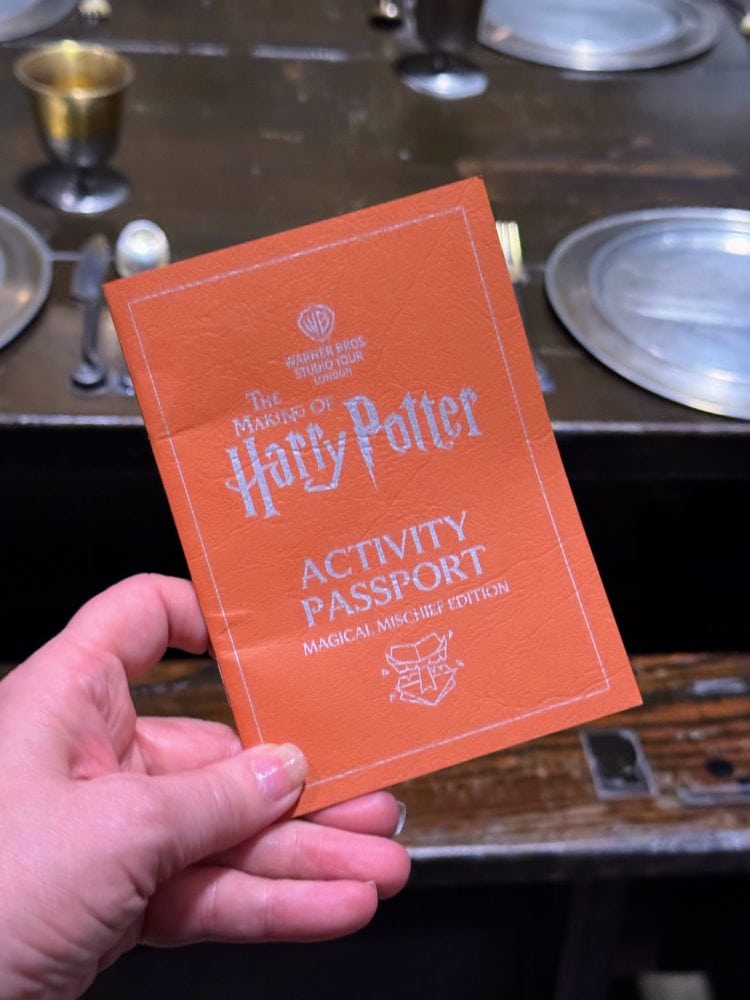 WB
WARNER BROS
STUDIO TOUR
LONDON
THE
MAKING OF
Harry Potter
ACTIVITY
PASSPORT
MAGICAL MISCHIEF EDITION